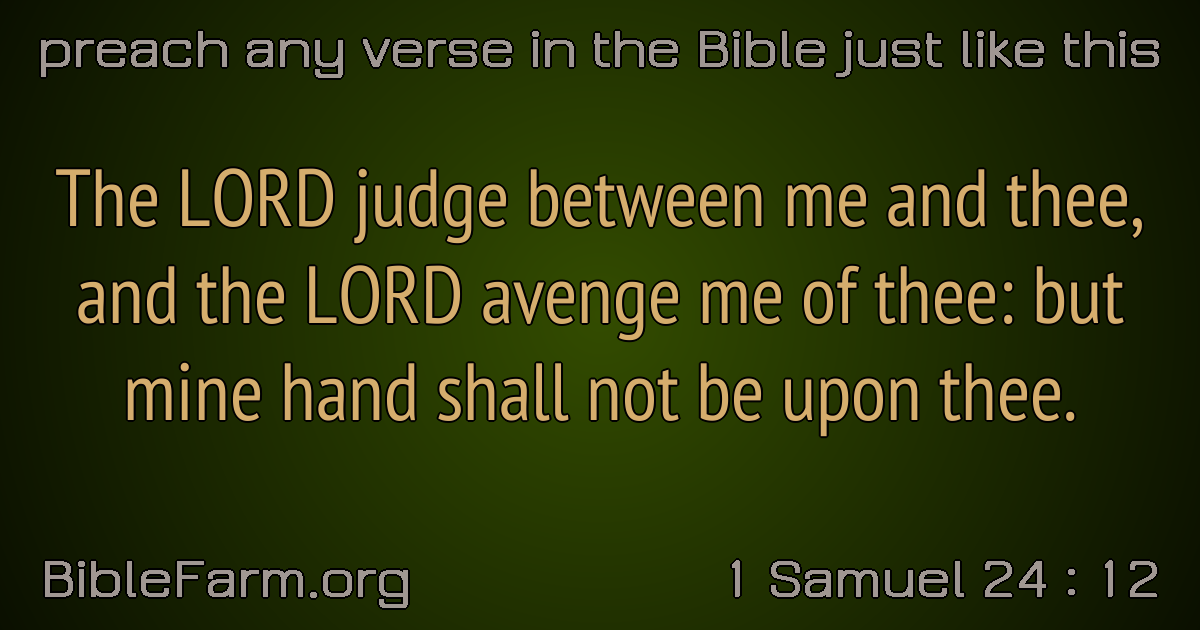 preach any verse in the Bible just like this
The LORD judge between me and thee,
and the LORD avenge me of thee: but
mine hand shall not be upon thee.
BibleFarm.org
1 Samuel 24 : 12